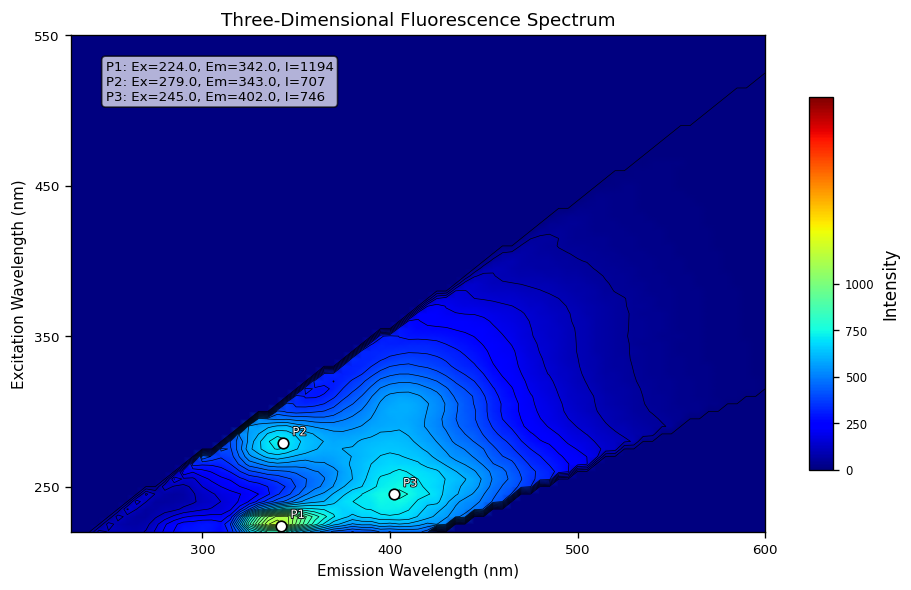 Three-Dimensional Fluorescence Spectrum
550
450
350
250
Excitation Wavelength (nm)
P1: Ex=224.0, Em=342.0, I=1194
P2: Ex=279.0, Em=343.0, I=707
P3: Ex=245.0, Em=402.0, I=746
P2
P3
P1
300
400
500
600
Emission Wavelength (nm)
1000
750
500
250
0
Intensity